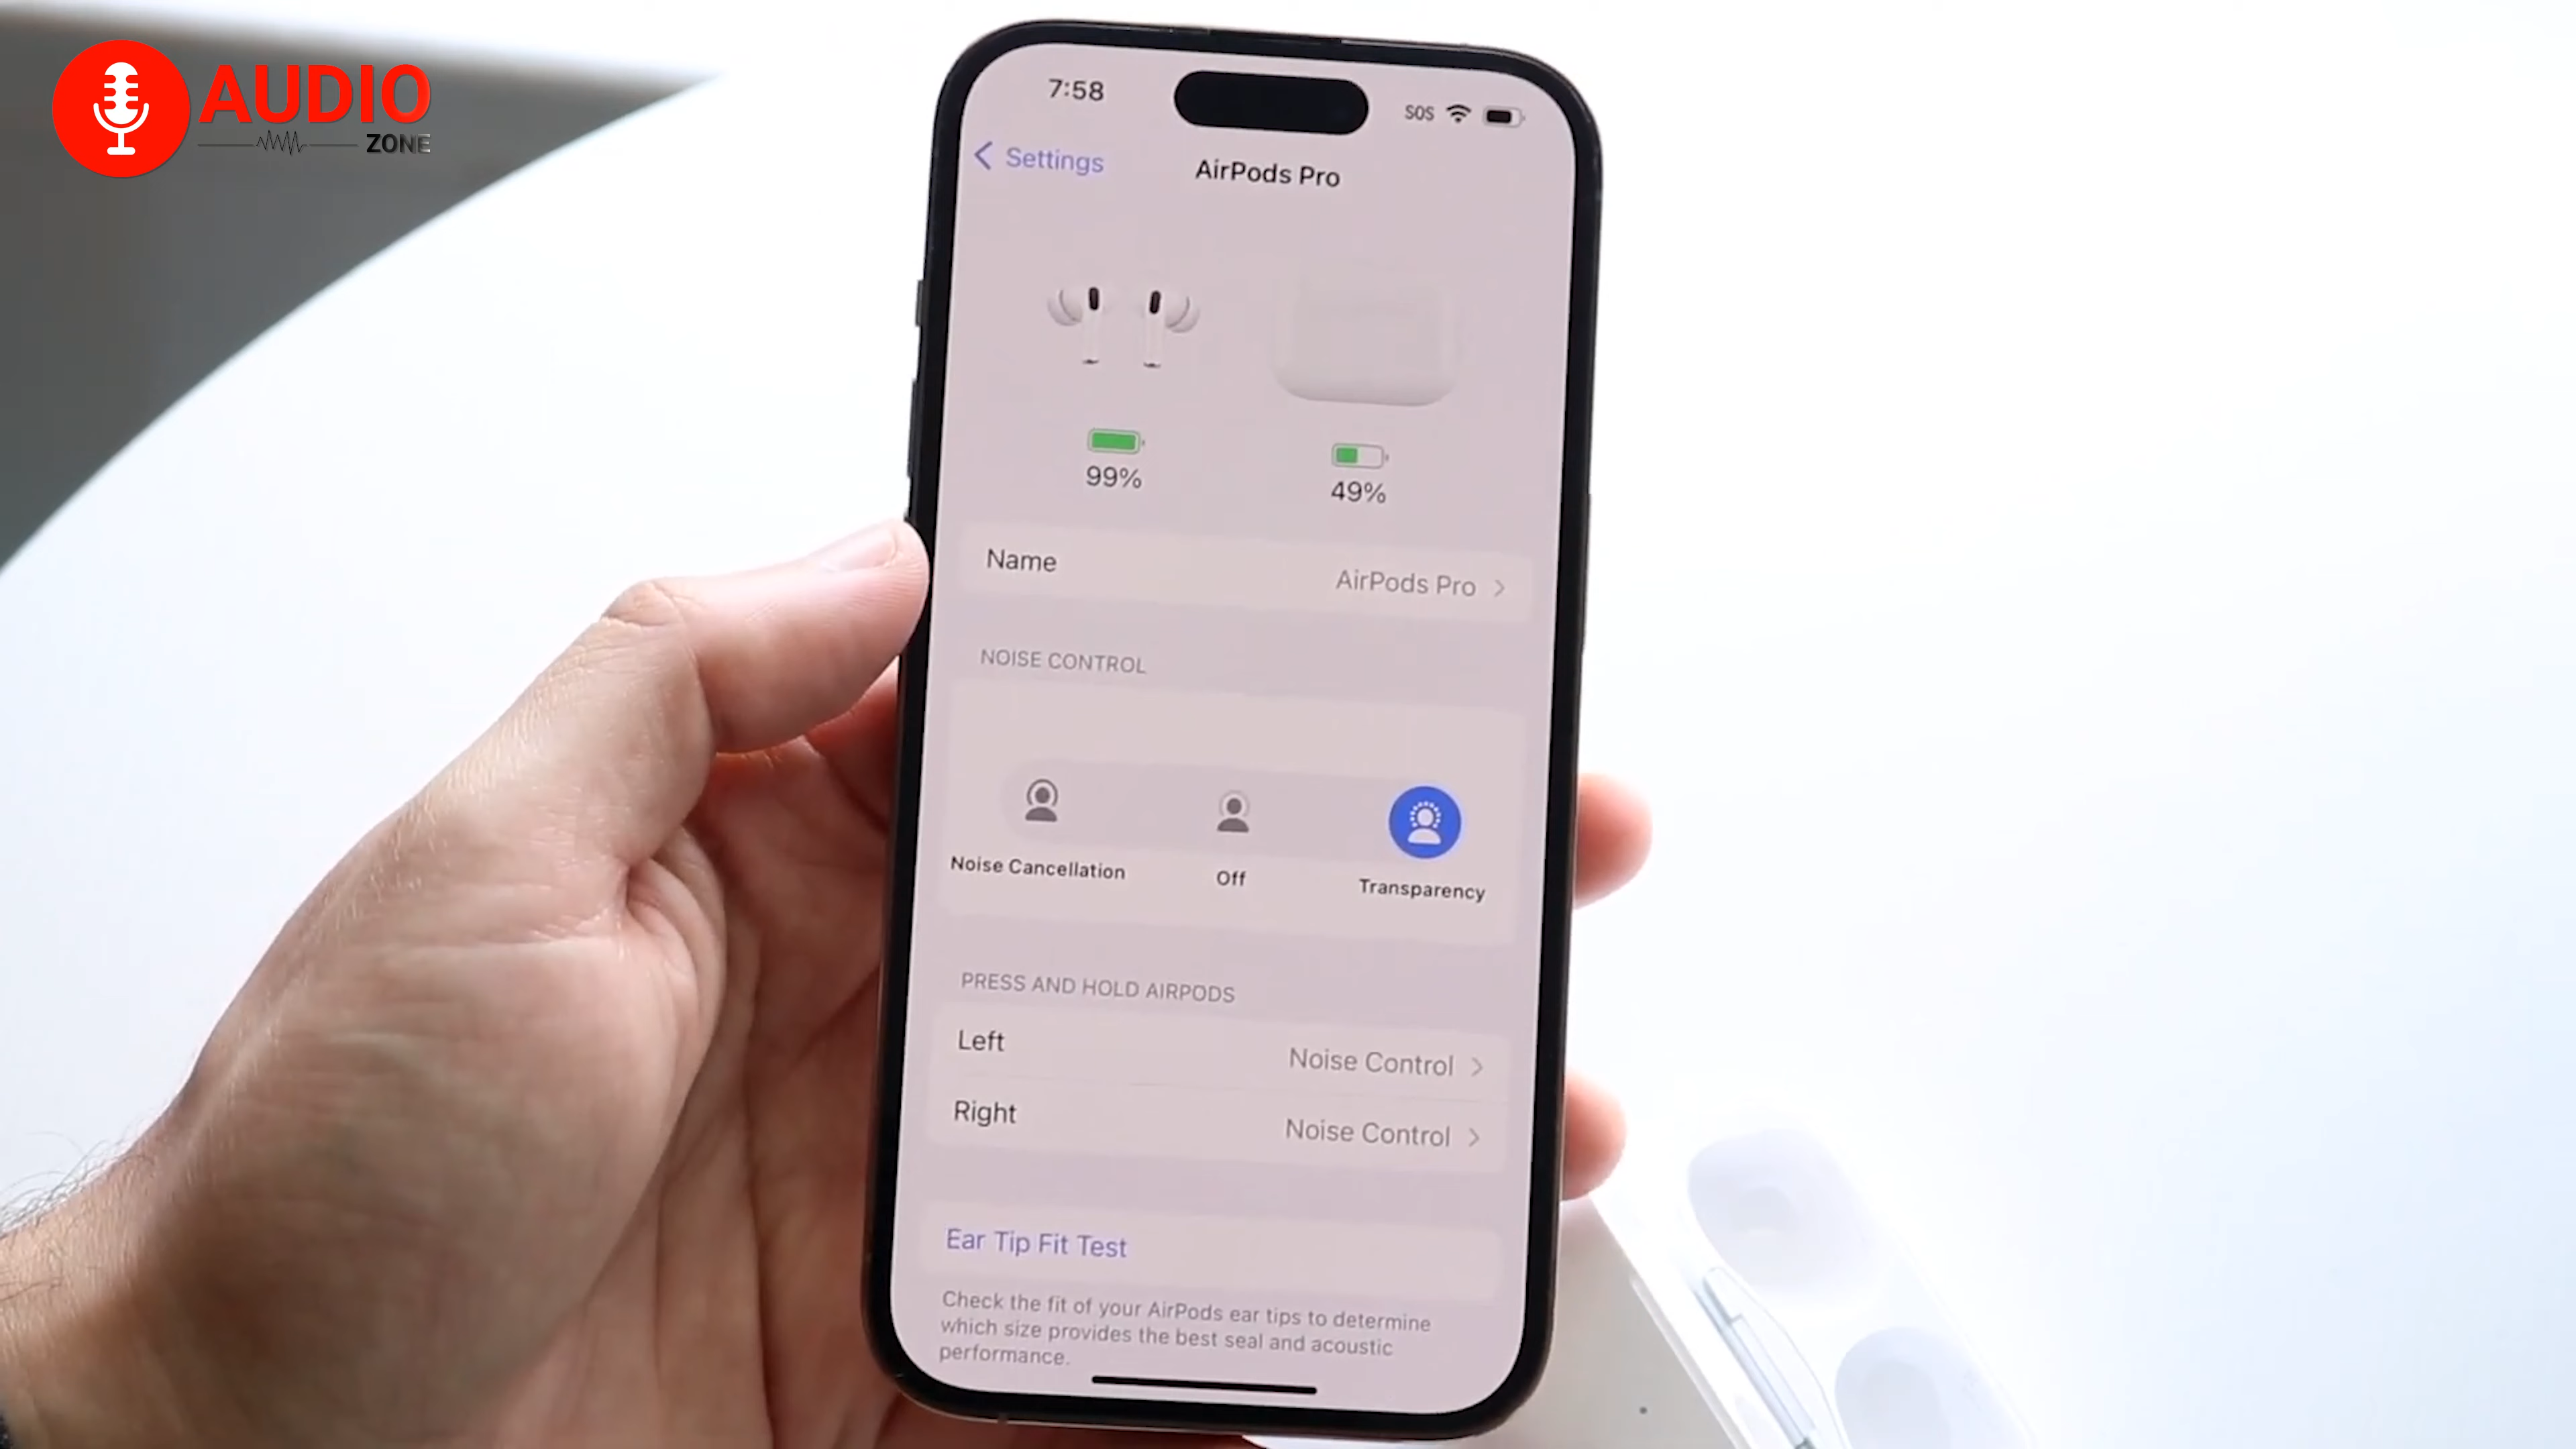 AUDIO
ZONE
7:58
SOS
Settings
AirPods Pro
99%
49%
Name
AirPods Pro
NOISE CONTROL
Noise Cancellation
Off
Transparency
PRESS AND HOLD AIRPODS
Left
Noise Control
Right
Noise Control
Ear Tip Fit Test
Check the fit of your AirPods ear tips to determine
which size provides the best seal and acoustic
performance.